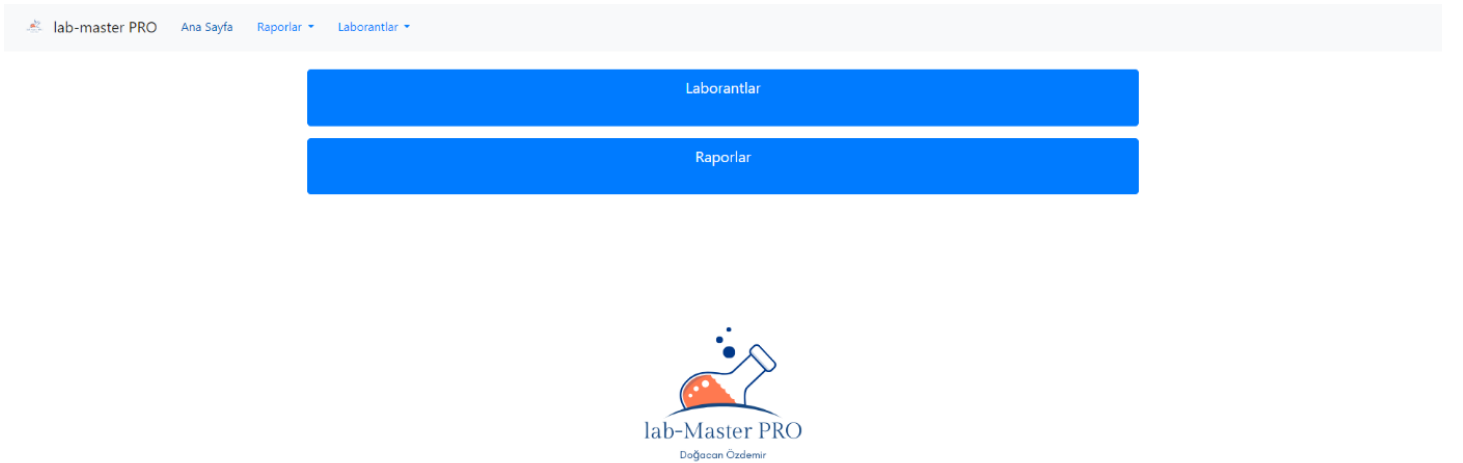 lab-master PRO Ana Sayfa Raporlar Laborantlar
Laborantlar
Raporlar
lab-Master PRO
Doğacan Özdemir